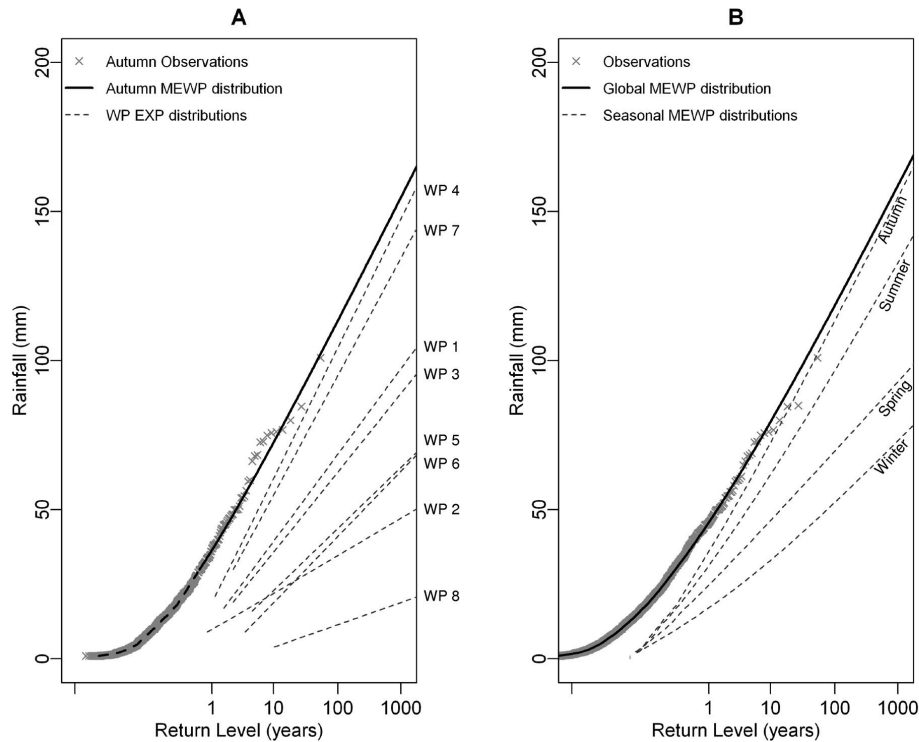 A
200
150
100
50
0
Rainfall (mm)
× Autumn Observations
Autumn MEWP distribution
WP EXP distributions
WP 4
WP 7
WP 1
WP 3
WP 5
WP 6
WP 2
WP 8
1 10 100 1000
Return Level (years)
B
200
150
100
50
0
Rainfall (mm)
× Observations
Global MEWP distribution
Seasonal MEWP distributions
Autumn
Summer
Spring
Winter
1 10 100 1000
Return Level (years)